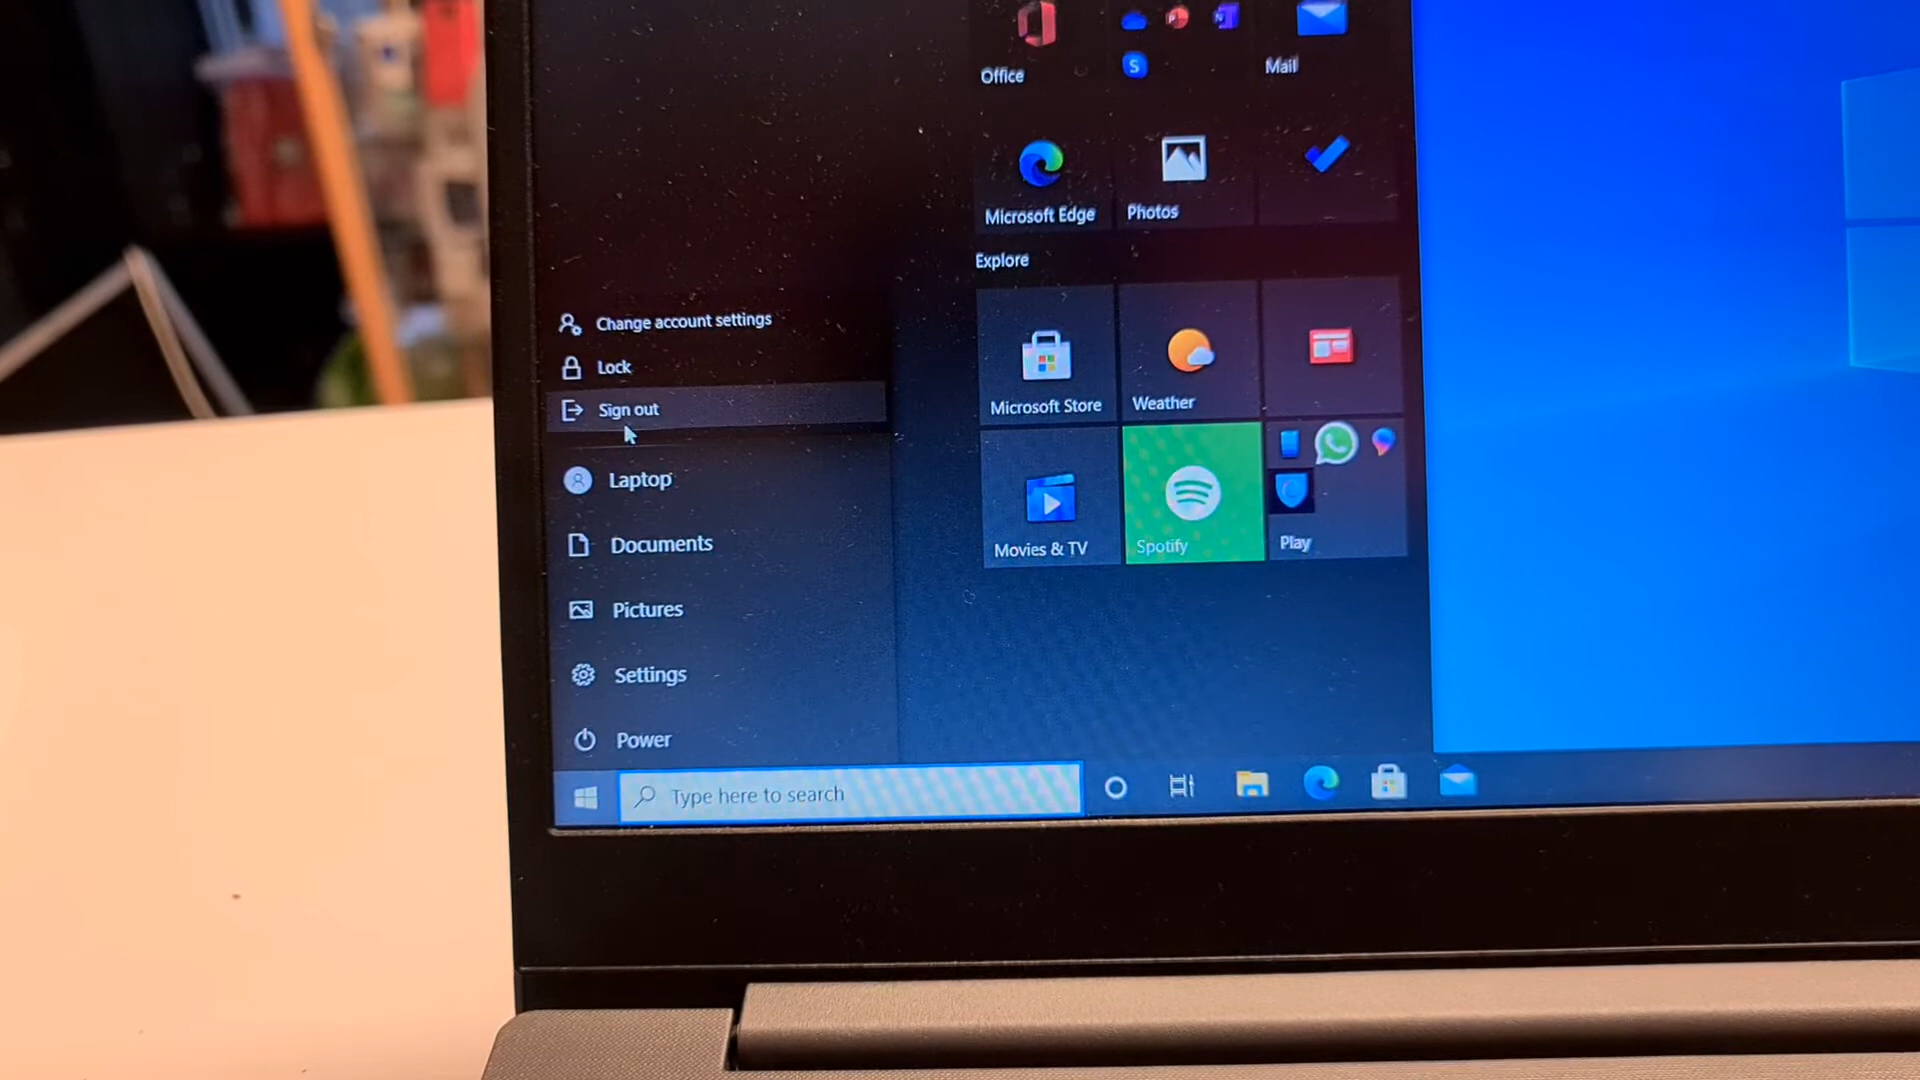 Office
Mail
Microsoft Edge
Photos
Explore
Change account settings
Lock
Sign out
Microsoft Store
Weather
Laptop
Documents
Movies & TV
Spotify
Play
Pictures
Settings
Power
Type here to search